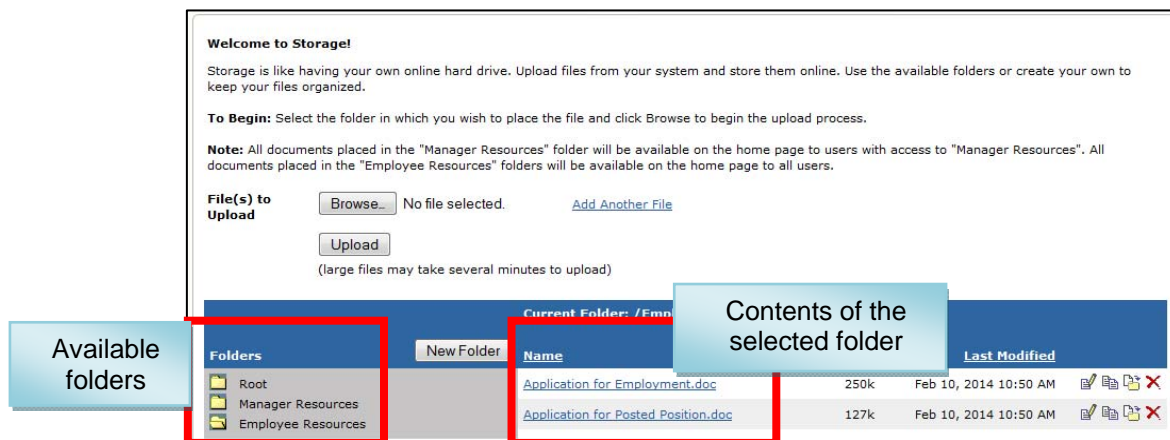 Welcome to Storage!
Storage is like having your own online hard drive. Upload files from your system and store them online. Use the available folders or create your own to
keep your files organized.
To Begin: Select the folder in which you wish to place the file and click Browse to begin the upload process.
Note: All documents placed in the "Manager Resources" folder will be available on the home page to users with access to "Manager Resources". All
documents placed in the "Employee Resources" folders will be available on the home page to all users.
File(s) to
Upload
Browse_ No file selected. Add Another File
Upload
(large files may take several minutes to upload)
Current Folder:
Contents of the
selected folder
Available
folders
Folders New Folder Name Last Modified
Root Application for Employment.doc 250k Feb 10, 2014 10:50 AM
Manager Resources
Employee Resources Application for Posted Position.doc 127k Feb 10, 2014 10:50 AM